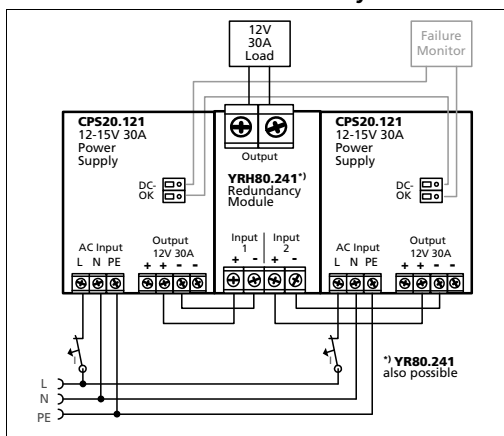 12V
30A
Load
Failure
Monitor
CPS20.121
12-15V 30A
Power
Supply
DC-
OK
AC Input
L N PE
Output
12V 30A
+ + - -
Output
YRH80.241*)
Redundancy
Module
Input
1
Input
2
+ - + -
CPS20.121
12-15V 30A
Power
Supply
DC-
OK
AC Input
L N PE
Output
12V 30A
+ + - -
I
I
*) YR80.241
also possible
L
N
PE